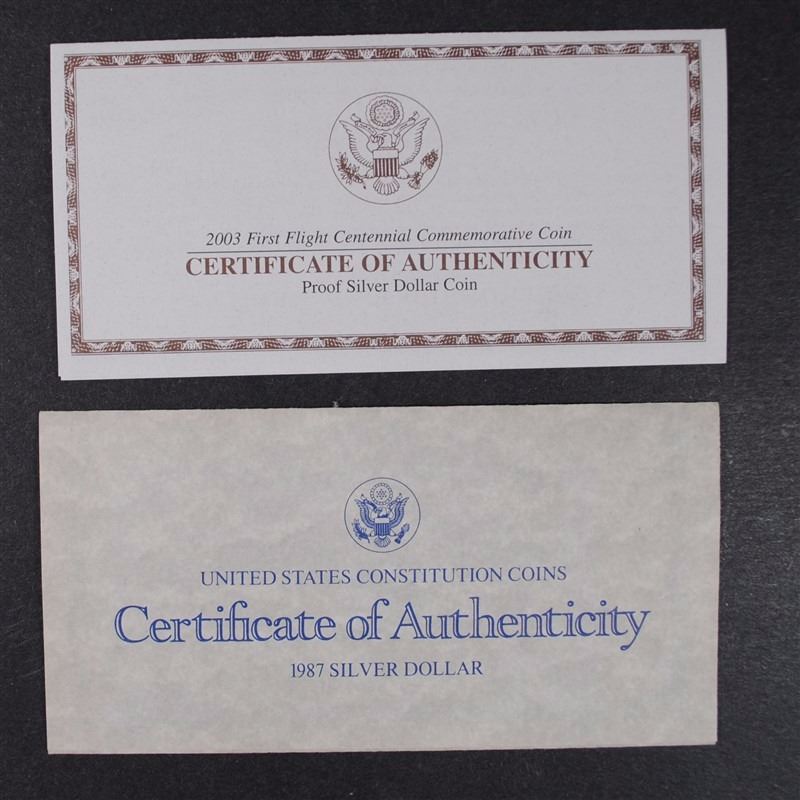 2003 First Flight Centennial Commemorative Coin
CERTIFICATE OF AUTHENTICITY
Proof Silver Dollar Coin
UNITED STATES CONSTITUTION COINS
Certificate of Authenticity
1987 SILVER DOLLAR